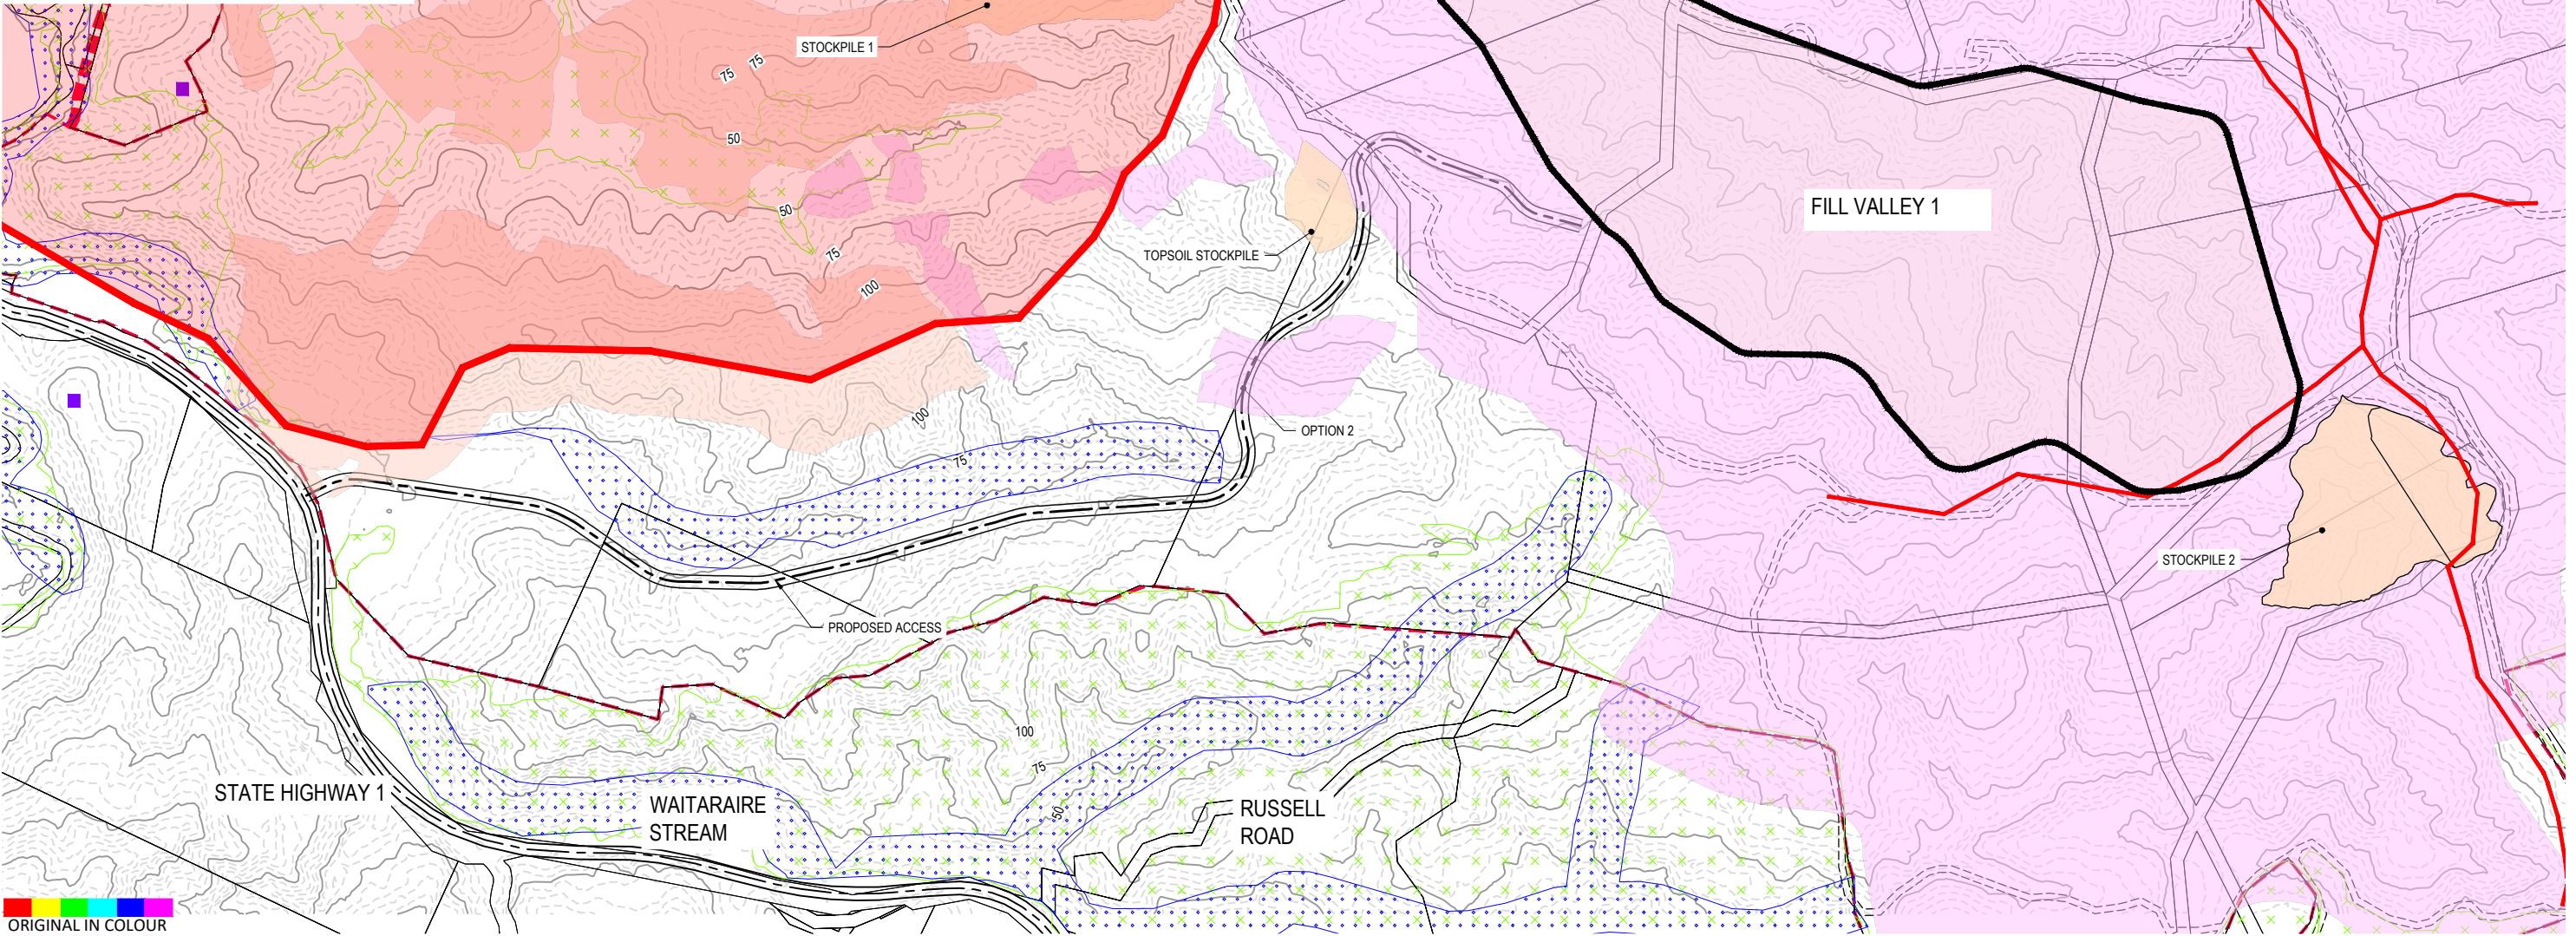 STOCKPILE 1
75
75
50
50
75
100
FILL VALLEY 1
TOPSOIL STOCKPILE
100
75
OPTION 2
STOCKPILE 2
PROPOSED ACCESS
100
75
50
STATE HIGHWAY 1
WAITARAIRE
STREAM
RUSSELL
ROAD
ORIGINAL IN COLOUR